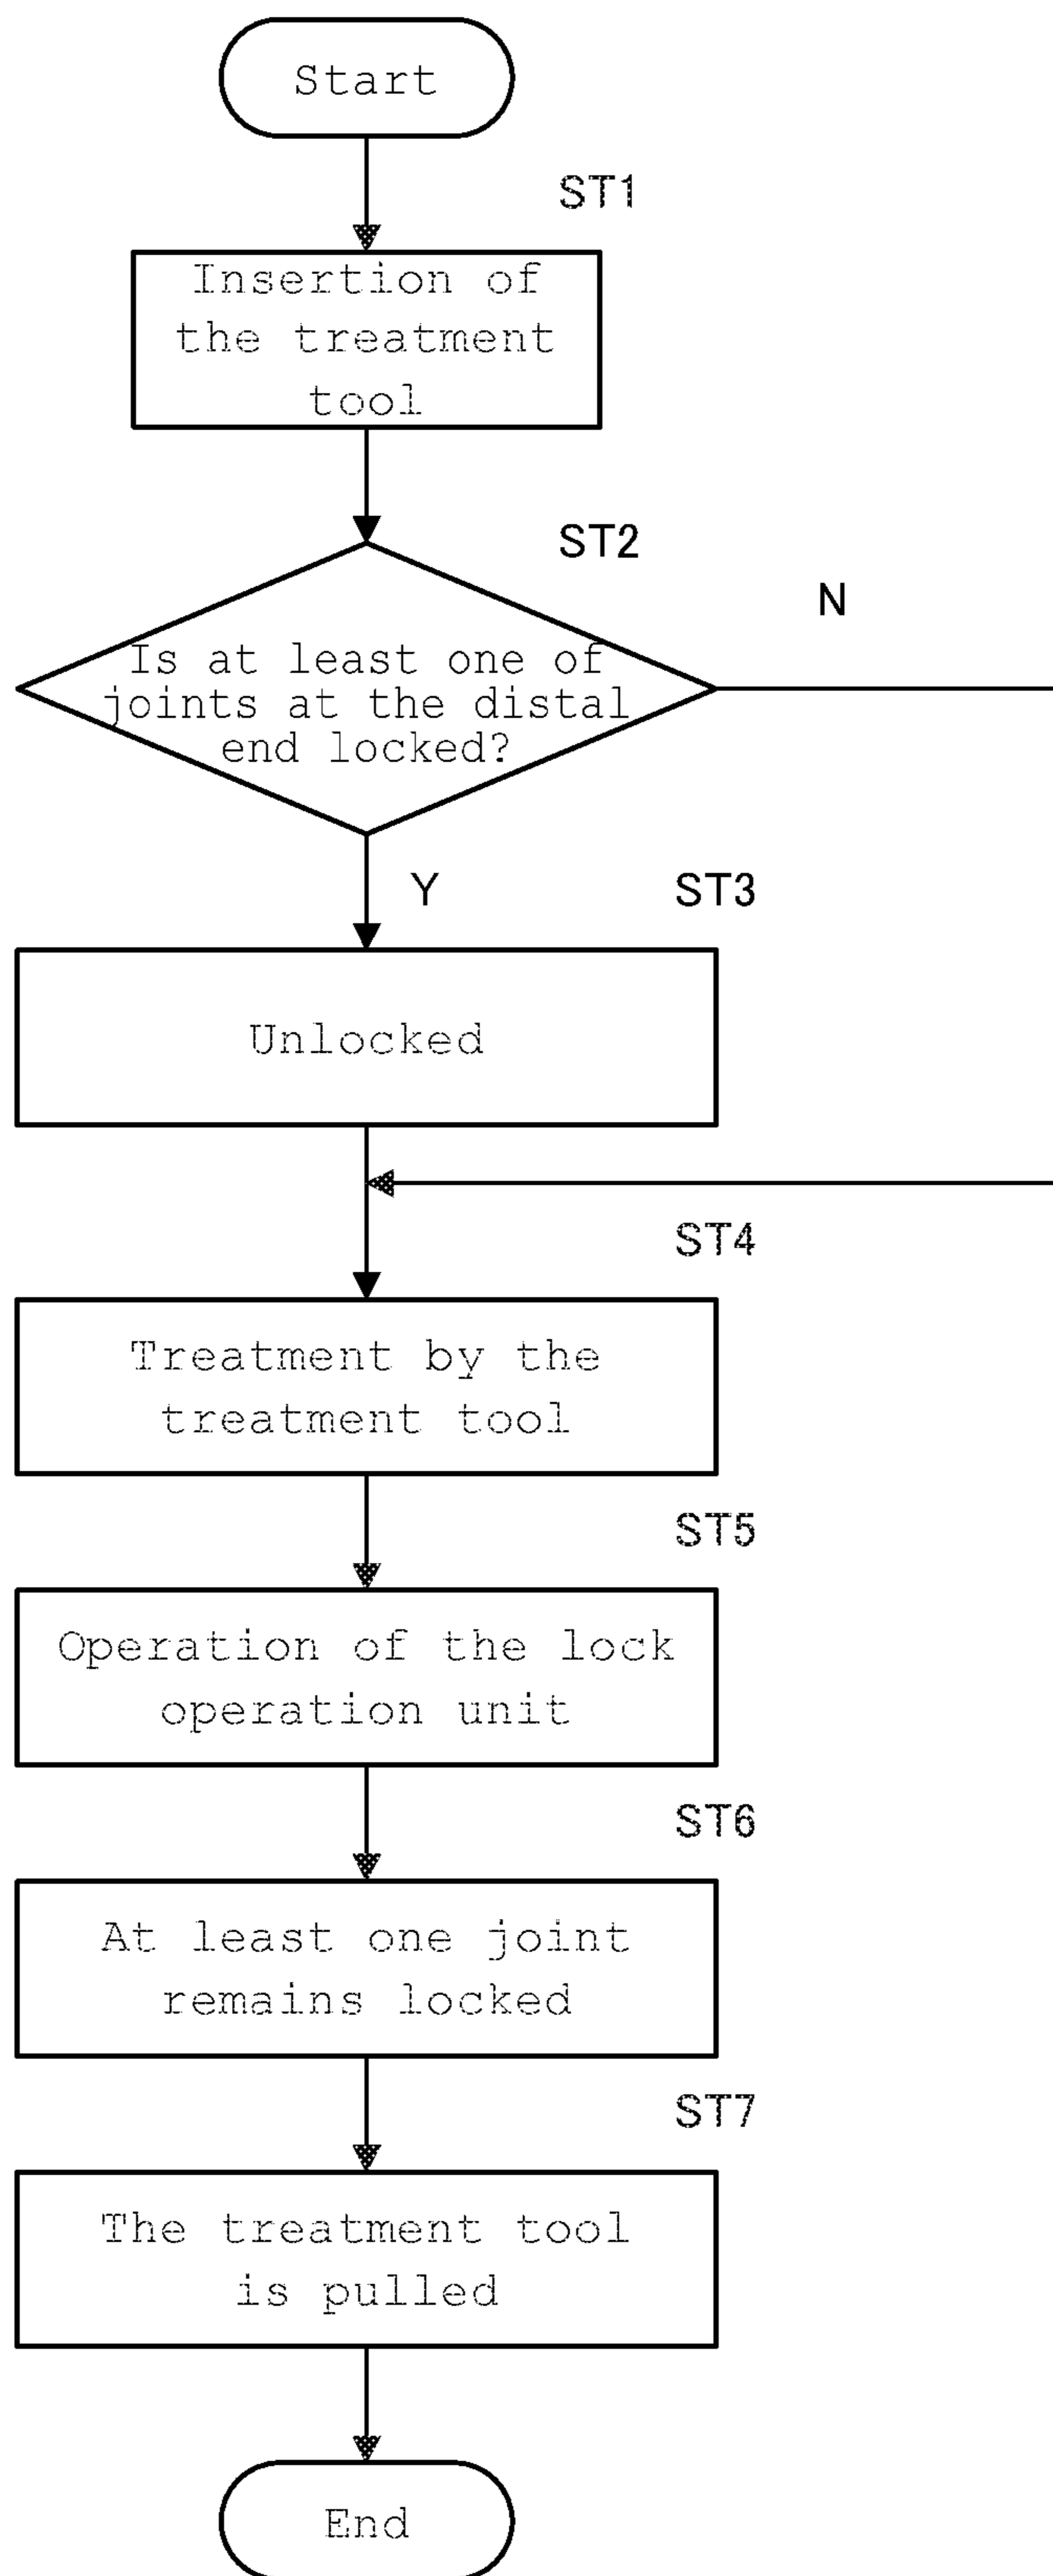 Start
ST1
Insertion of
the treatment
tool
ST2
N
Is at least one of
joints at the distal
end locked?
Y
ST3
Unlocked
ST4
Treatment by the
treatment tool
ST5
Operation of the lock
operation unit
ST6
At least one joint
remains locked
ST7
The treatment tool
is pulled
End